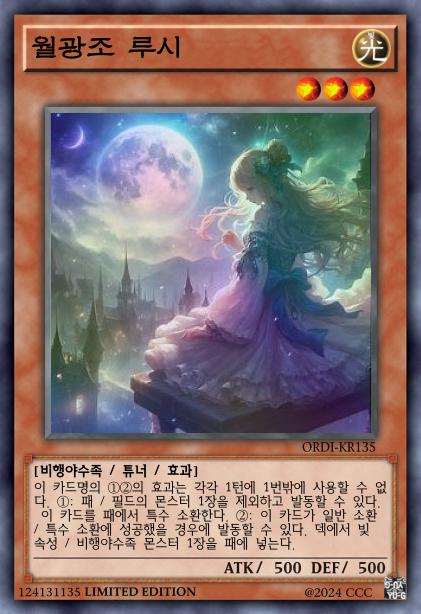 월광조 루시
빛
光
ORDI-KR135
[비행야수족 / 튜너 / 효과]
이 카드명의 ①②의 효과는 각각 1턴에 1번밖에 사용할 수 없
다. ①: 패 / 필드의 몬스터 1장을 제외하고 발동할 수 있다.
이 카드를 패에서 특수 소환한다. ②: 이 카드가 일반 소환
/ 특수 소환에 성공했을 경우에 발동할 수 있다. 덱에서 빛
속성 / 비행야수족 몬스터 1장을 패에 넣는다.
ATK/ 500 DEF/ 500
124131135 LIMITED EDITION @2024 CCC